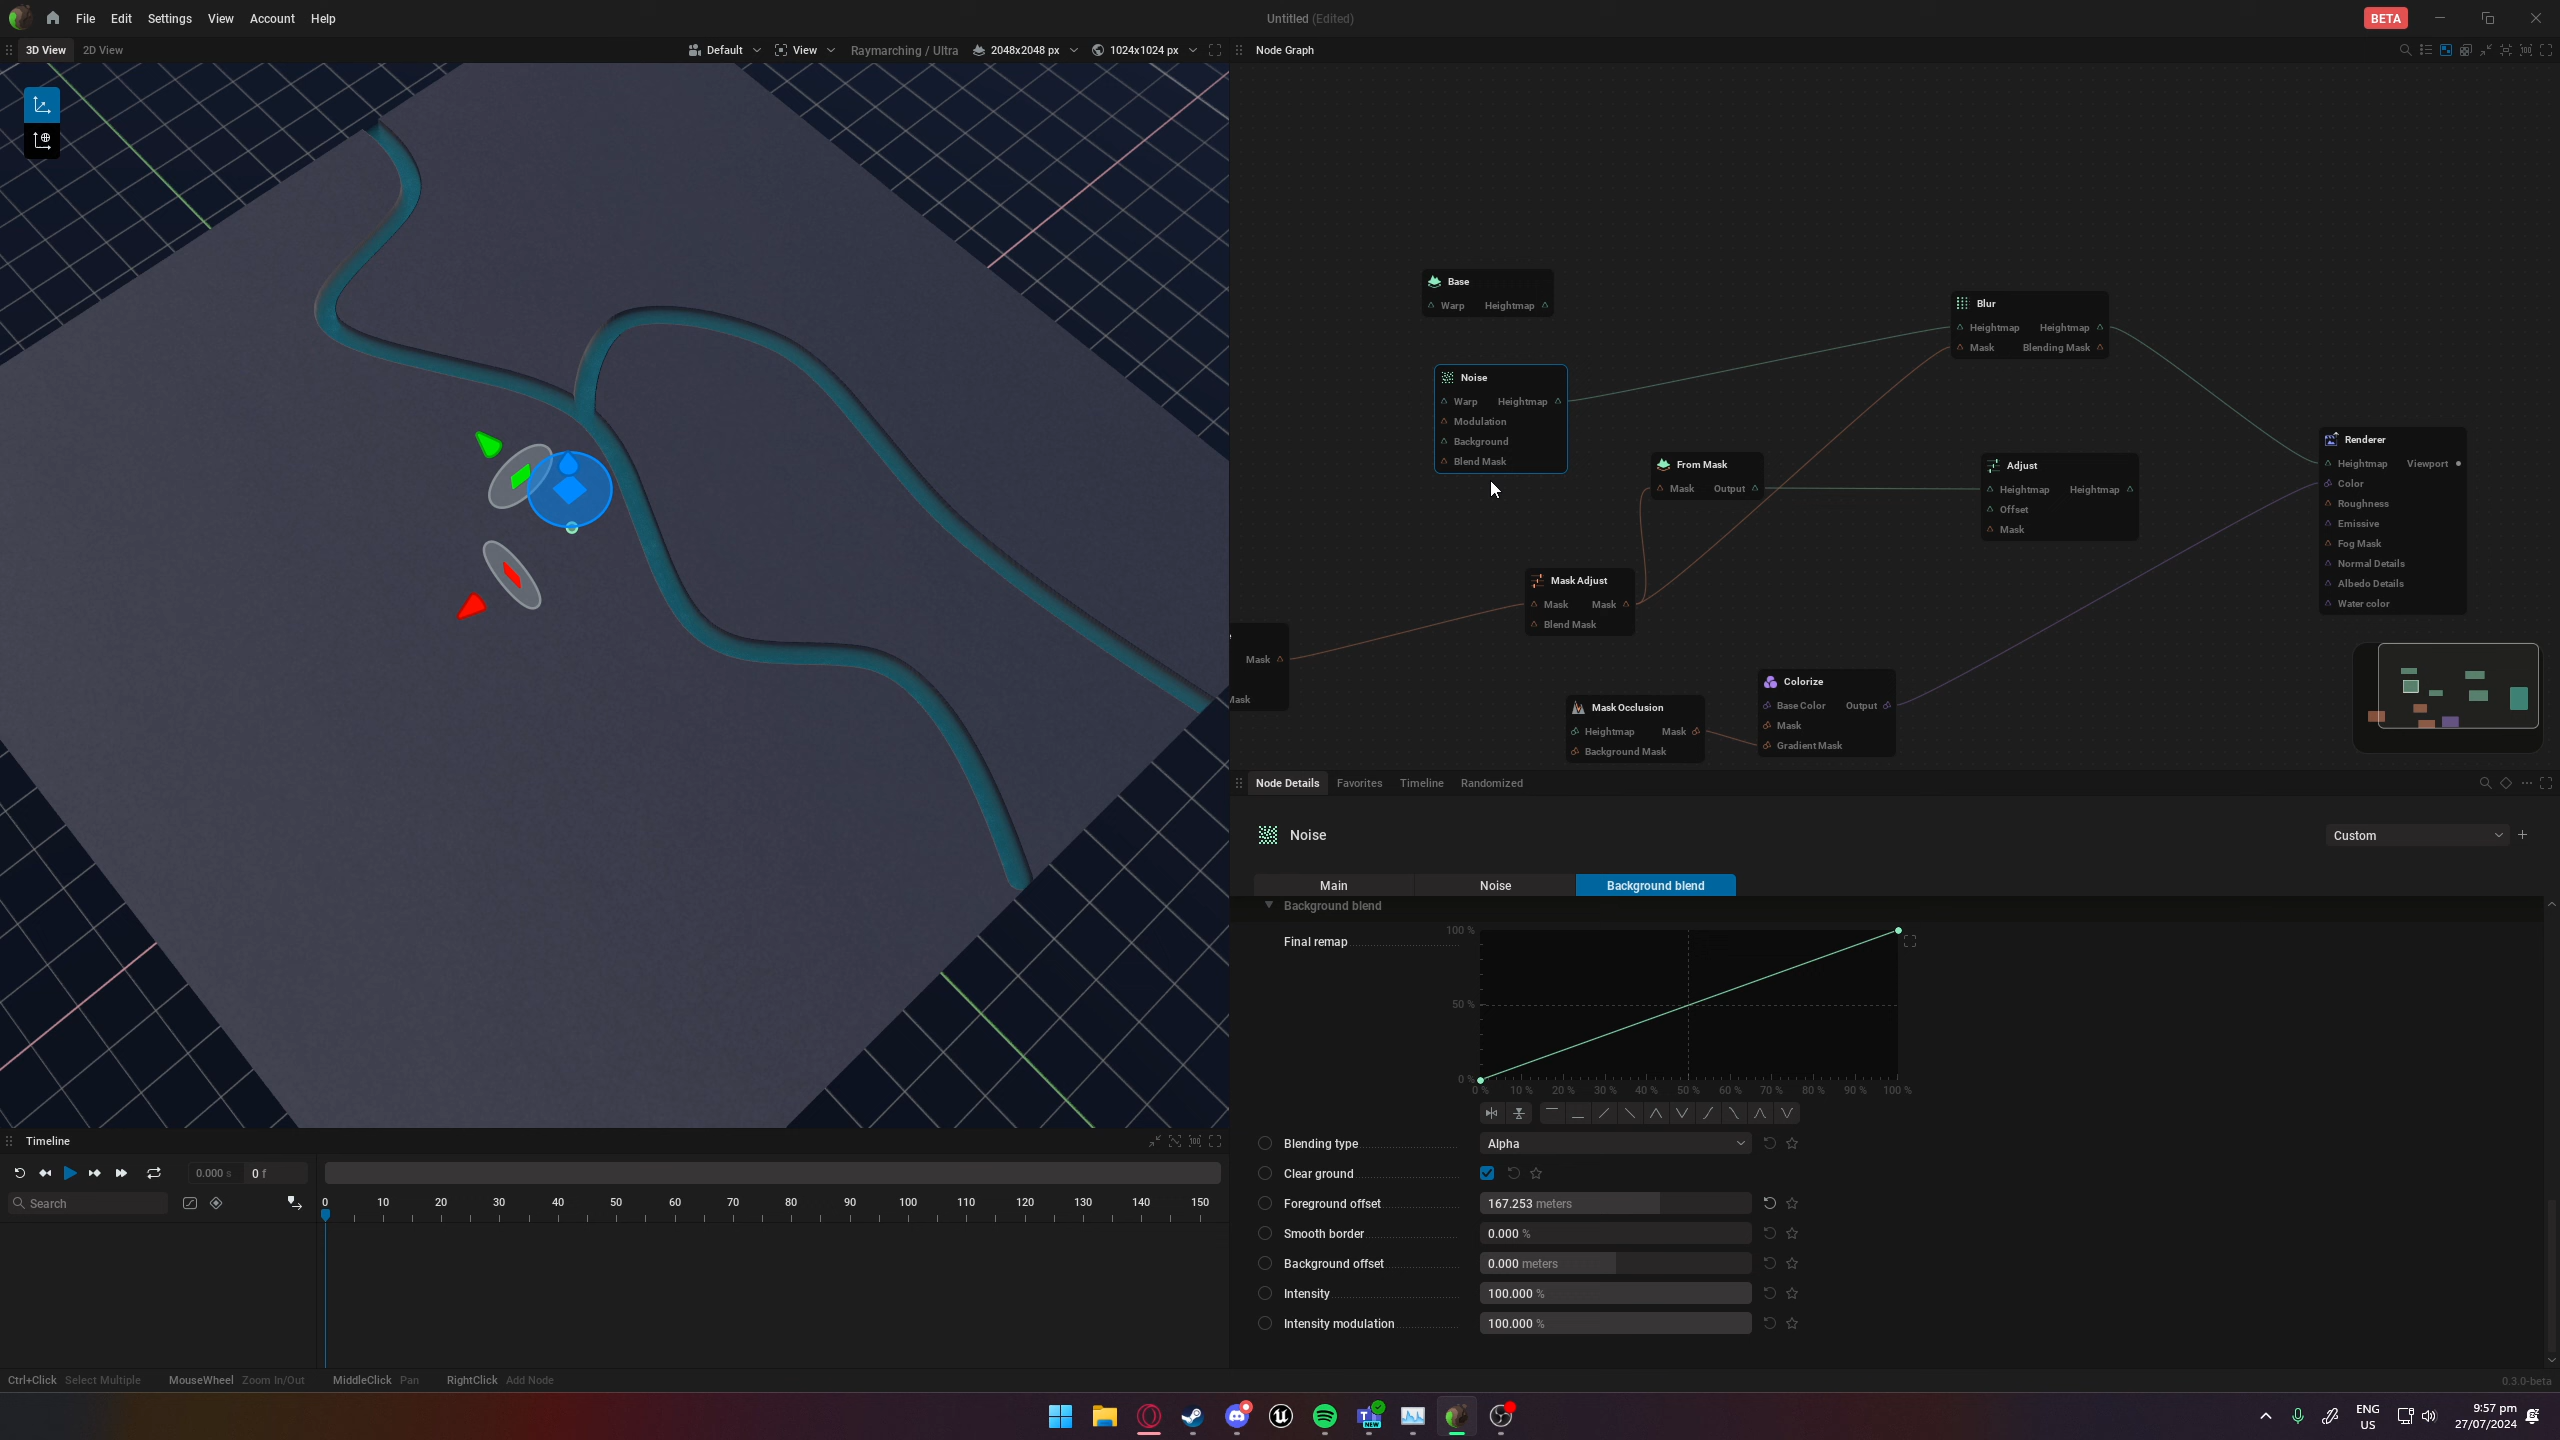 File Edit Settings View Account Help
Untitled (Edited)
BETA
3D View 2D View
Default View Raymarching / Ultra 2048x2048 px 1024x1024 px
Node Graph
Base
Warp Heightmap
Noise
Warp Heightmap
Modulation
Background
Blend Mask
From Mask
Mask Output
Mask Adjust
Mask Mask
Blend Mask
Mask
Mask
Mask Occlusion
Heightmap Mask
Background Mask
Colorize
Base Color Output
Mask
Gradient Mask
Blur
Heightmap Heightmap
Mask Blending Mask
Adjust
Heightmap Heightmap
Offset
Mask
Renderer
Heightmap Viewport
Color
Roughness
Emissive
Fog Mask
Normal Details
Albedo Details
Water color
Node Details Favorites Timeline Randomized
Noise
Custom
Main Noise Background blend
Background blend
Final remap
100 %
50 %
0 %
0 % 10 % 20 % 30 % 40 % 50 % 60 % 70 % 80 % 90 % 100 %
Blending type Alpha
Clear ground
Foreground offset 167.253 meters
Smooth border 0.000 %
Background offset 0.000 meters
Intensity 100.000 %
Intensity modulation 100.000 %
Timeline
0.000 s 0 f
Search
0 10 20 30 40 50 60 70 80 90 100 110 120 130 140 150
Ctrl+Click Select Multiple MouseWheel Zoom In/Out MiddleClick Pan RightClick Add Node
0.3.0-beta
NEW
ENG
US
9:57 pm
27/07/2024